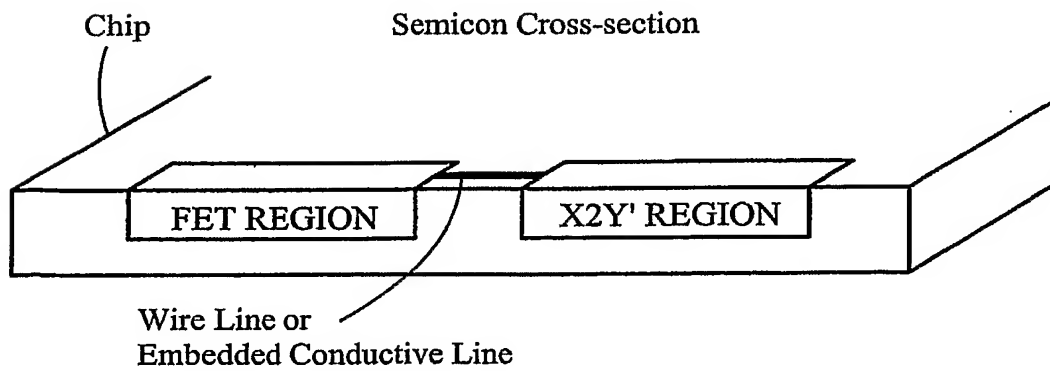 Chip
Semicon Cross-section
FET REGION
X2Y' REGION
Wire Line or
Embedded Conductive Line